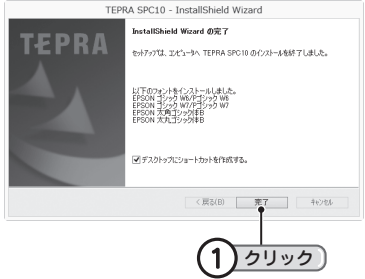 TEPRA SPC10 - InstallShield Wizard
TEPRA
InstallShield Wizard の完了
セットアップは、コンピュータへ TEPRA SPC10 のインストールを終了しました。
以下のフォントをインストールしました。
EPSON ゴシック W6/Pゴシック W6
EPSON ゴシック W7/Pゴシック W7
EPSON 太角ゴシック体B
EPSON 太丸ゴシック体B
デスクトップにショートカットを作成する。
< 戻る(B) 完了 キャンセル
1 クリック